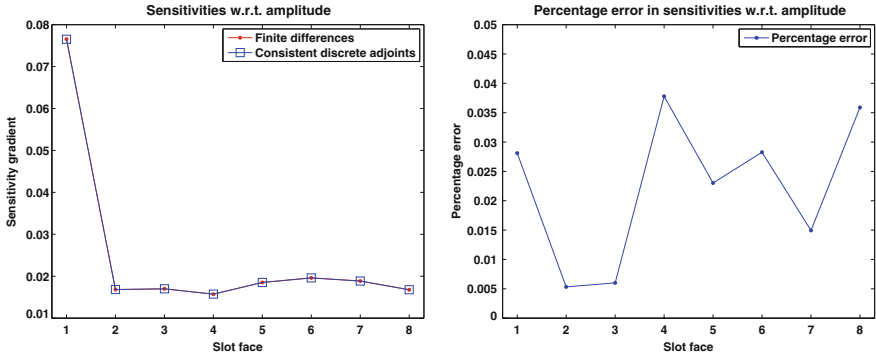 Sensitivities w.r.t. amplitude
Finite differences
Consistent discrete adjoints
Sensitivity gradient
0.08
0.07
0.06
0.05
0.04
0.03
0.02
0.01
1 2 3 4 5 6 7 8
Slot face
Percentage error in sensitivities w.r.t. amplitude
Percentage error
Percentage error
0.05
0.045
0.04
0.035
0.03
0.025
0.02
0.015
0.01
0.005
0
1 2 3 4 5 6 7 8
Slot face